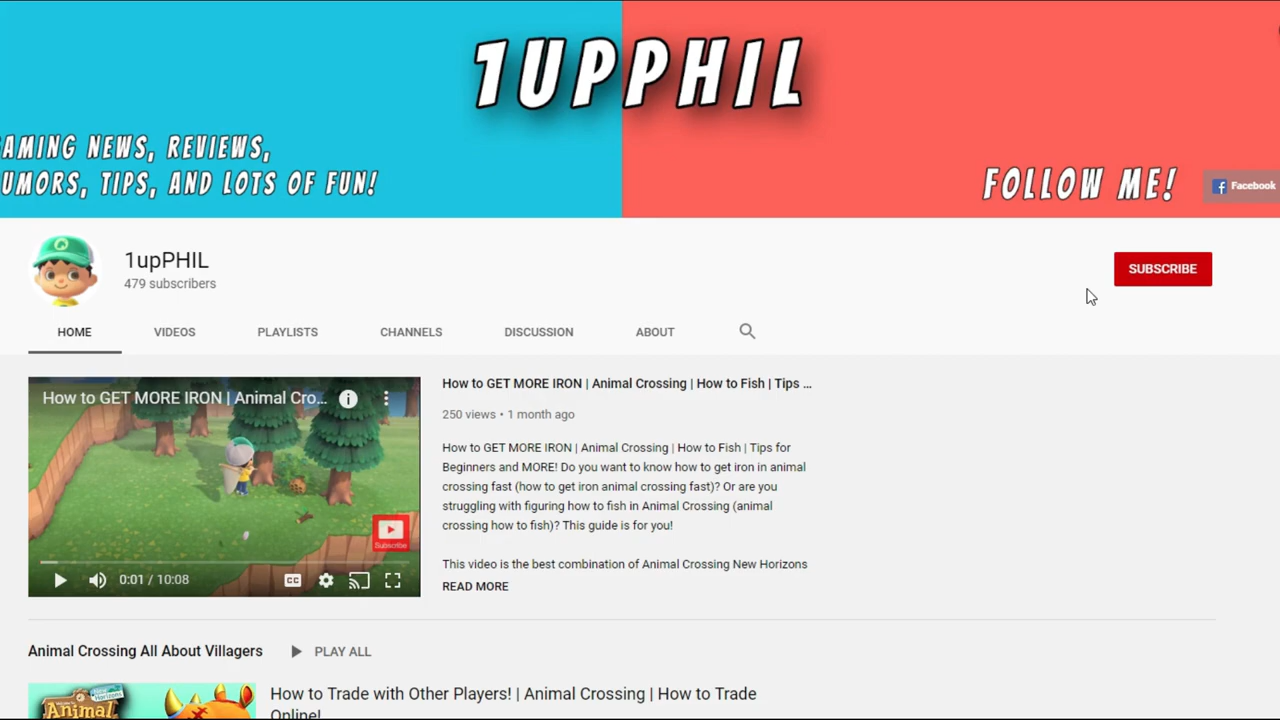 1UPPHIL
AMING NEWS, REVIEWS,
UMORS, TIPS, AND LOTS OF FUN!
FOLLOW ME!
Facebook
1upPHIL
479 subscribers
SUBSCRIBE
HOME
VIDEOS
PLAYLISTS
CHANNELS
DISCUSSION
ABOUT
How to GET MORE IRON | Animal Cro...
Subscribe
0:01 / 10:08
CC
How to GET MORE IRON | Animal Crossing | How to Fish | Tips ...
250 views • 1 month ago
How to GET MORE IRON | Animal Crossing | How to Fish | Tips for
Beginners and MORE! Do you want to know how to get iron in animal
crossing fast (how to get iron animal crossing fast)? Or are you
struggling with figuring how to fish in Animal Crossing (animal
crossing how to fish)? This guide is for you!
This video is the best combination of Animal Crossing New Horizons
READ MORE
Animal Crossing All About Villagers
PLAY ALL
New Horizons
Animal
How to Trade with Other Players! | Animal Crossing | How to Trade
Online!